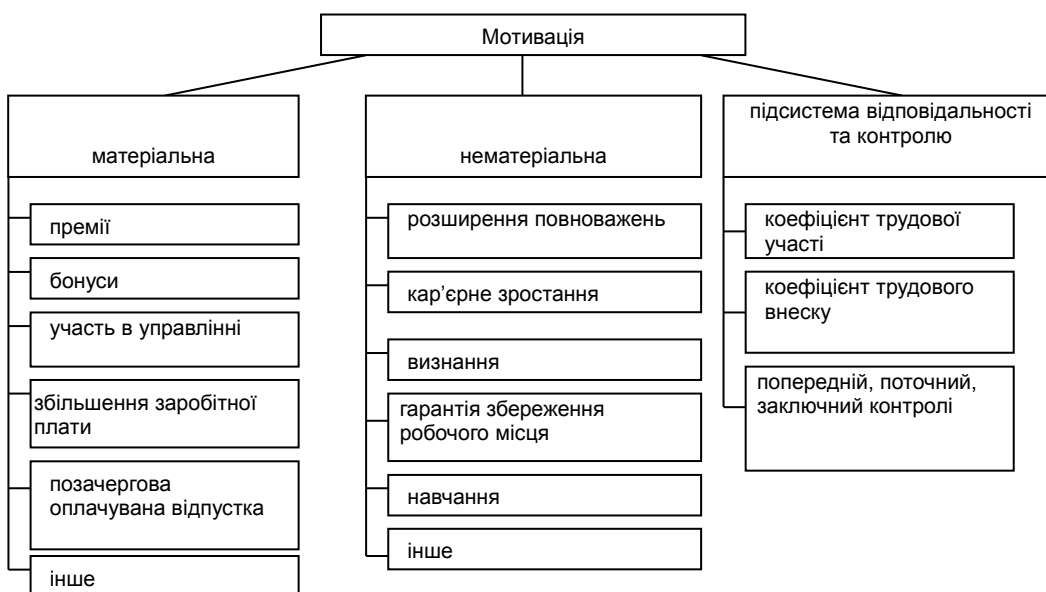 Мотивація
матеріальна
премії
бонуси
участь в управлінні
збільшення заробітної
плати
позачергова
оплачувана відпустка
інше
нематеріальна
розширення повноважень
кар’єрне зростання
визнання
гарантія збереження
робочого місця
навчання
інше
підсистема відповідальності
та контролю
коефіцієнт трудової
участі
коефіцієнт трудового
внеску
попередній, поточний,
заключний контролі